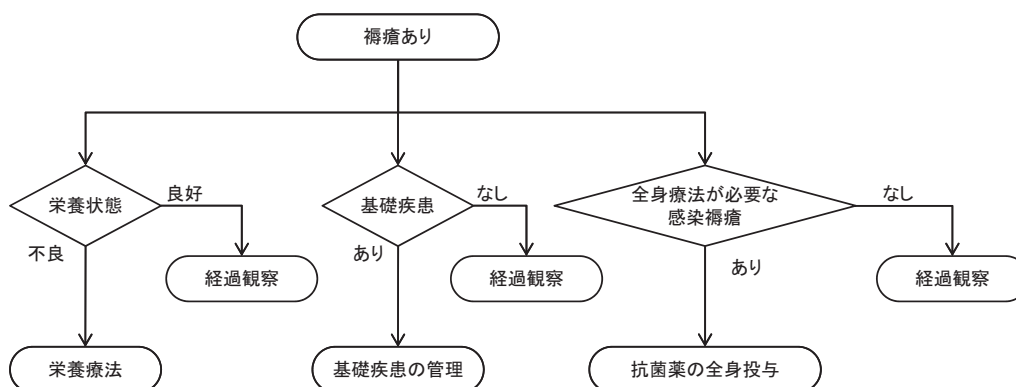 褥瘡あり
栄養状態
良好
不良
経過観察
栄養療法
基礎疾患
なし
あり
経過観察
基礎疾患の管理
全身療法が必要な
感染褥瘡
なし
あり
経過観察
抗菌薬の全身投与